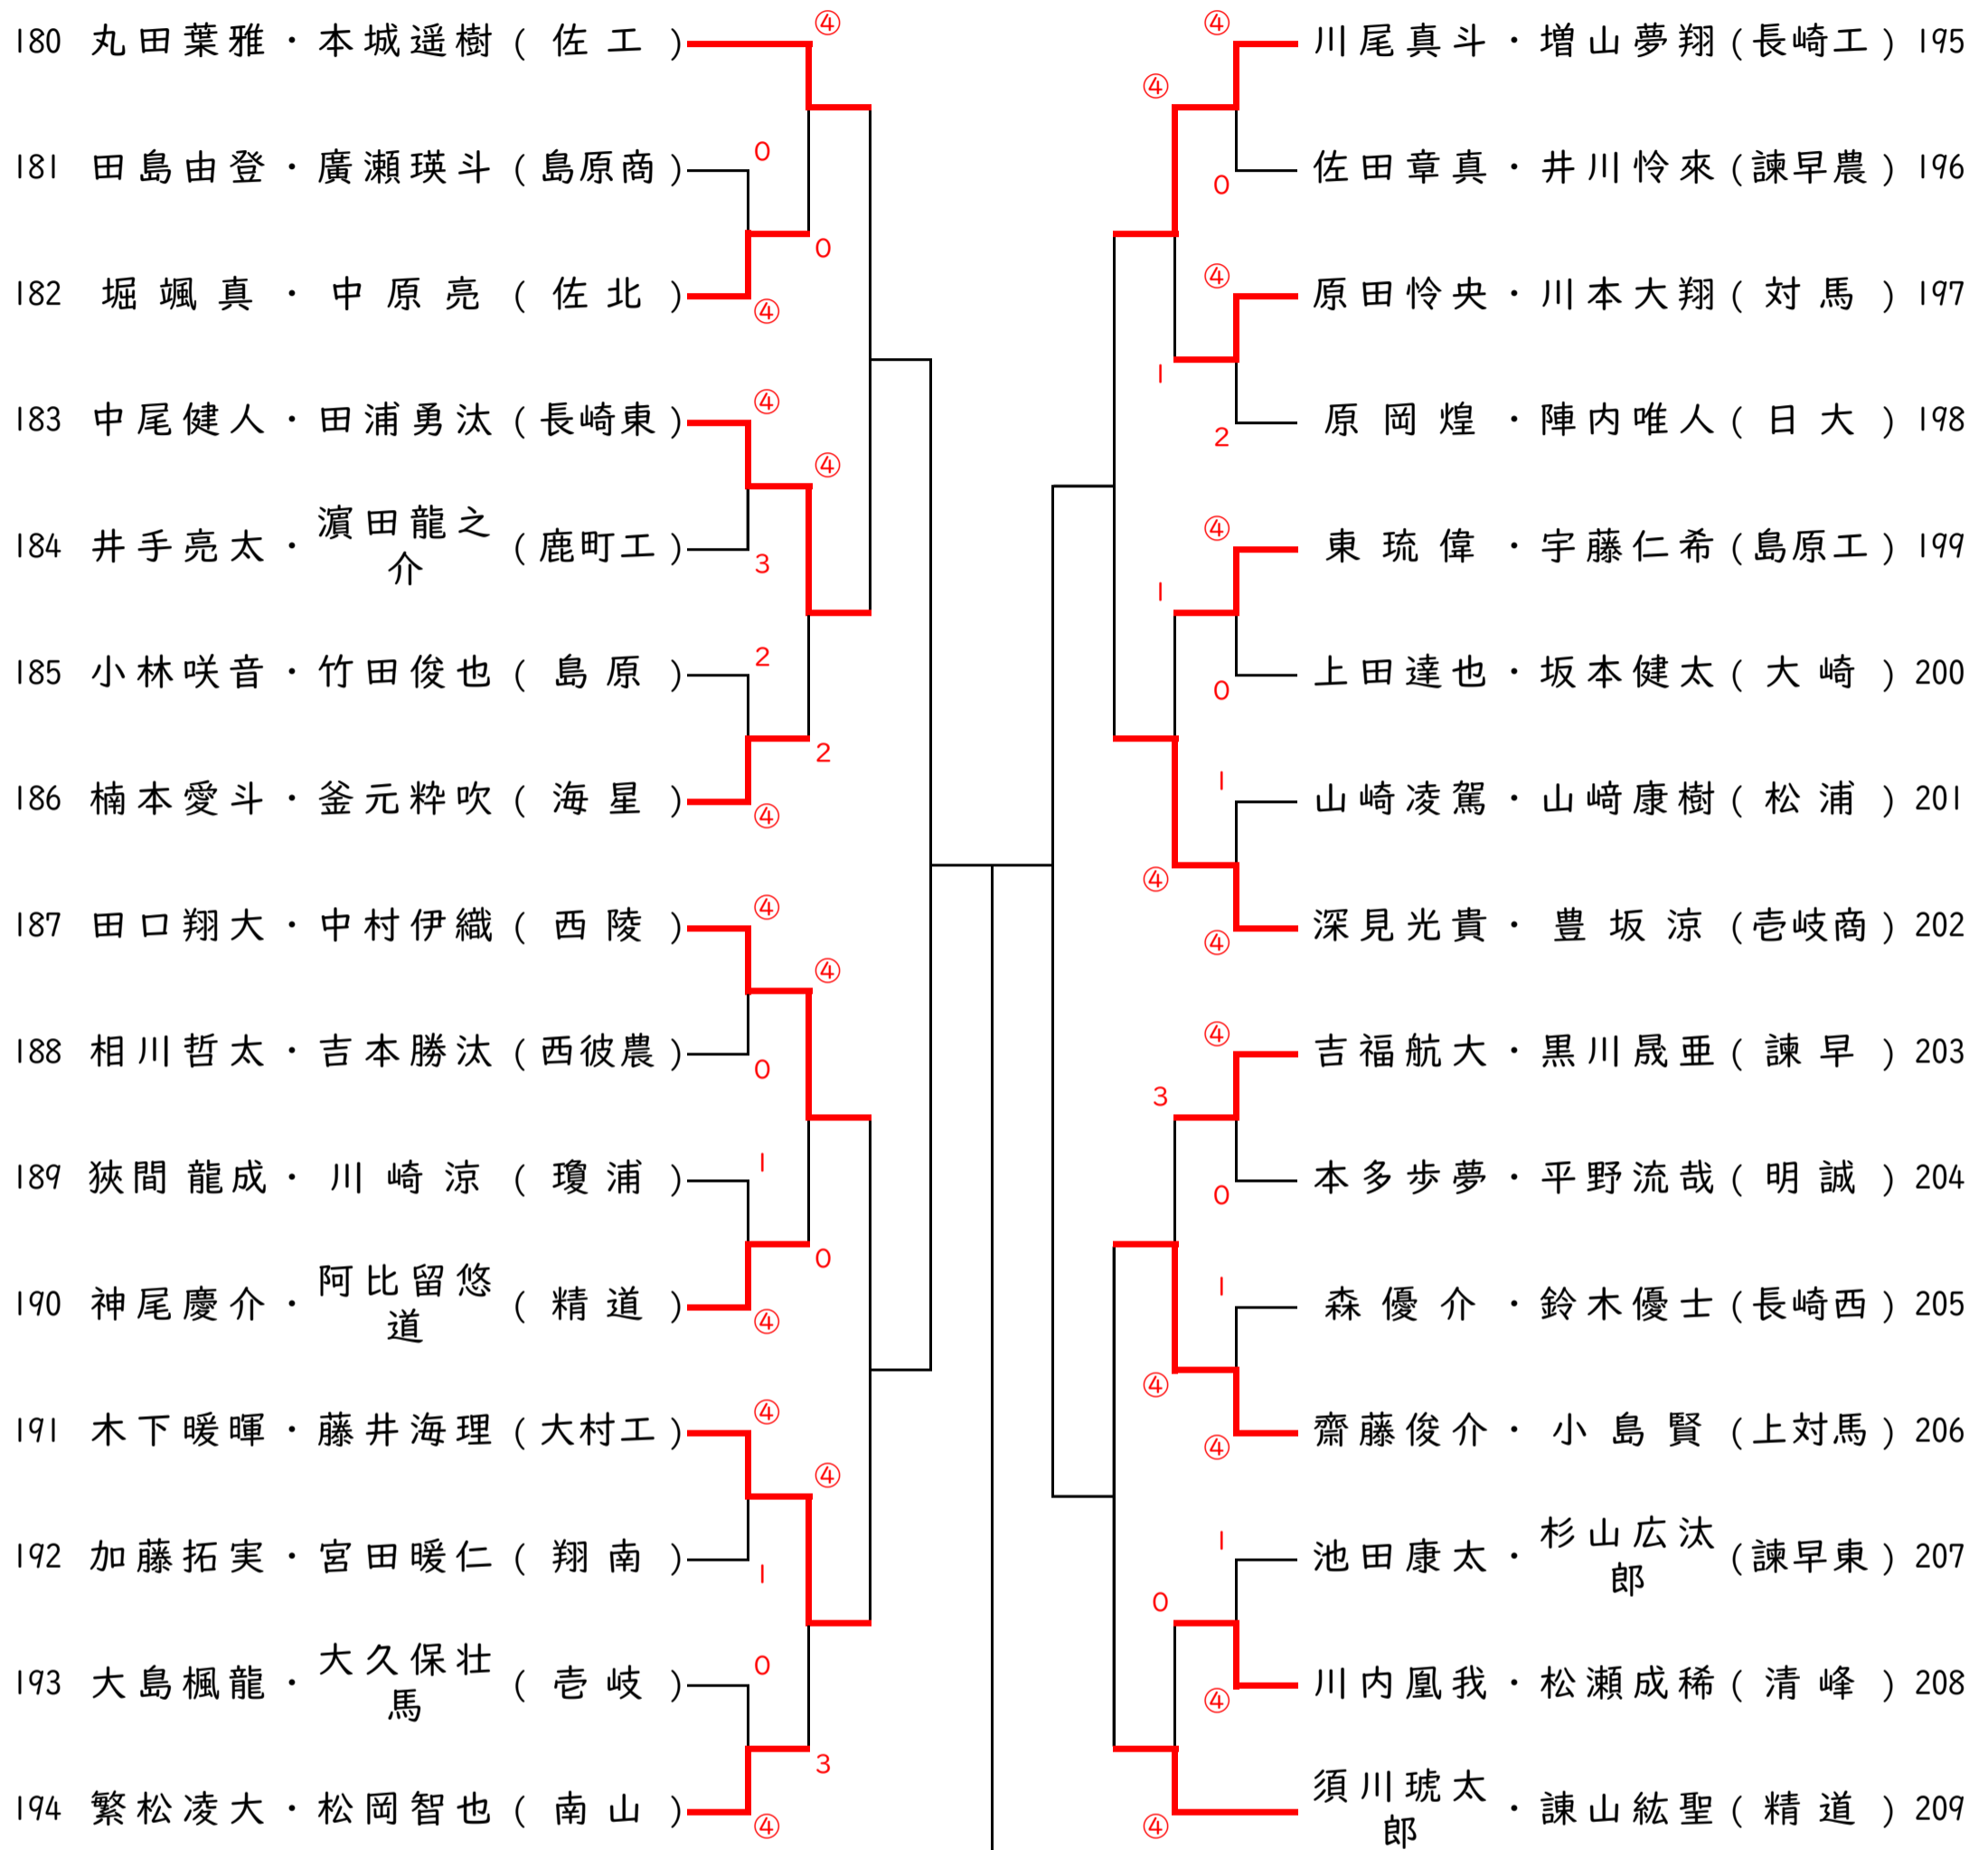 180 丸田葉雅・本城遥樹(佐工)
181 田島由登・廣瀬瑛斗(島原商)
182 堀颯真・中原亮(佐北)
183 中尾健人・田浦勇汰(長崎東)
184 井手亮太・濵田龍之介(鹿町工)
185 小林咲音・竹田俊也(島原)
186 楠本愛斗・釜元粋吹(海星)
187 田口翔大・中村伊織(西陵)
188 相川哲太・吉本勝汰(西彼農)
189 狹間龍成・川崎涼(瓊浦)
190 神尾慶介・阿比留悠道(精道)
191 木下暖暉・藤井海理(大村工)
192 加藤拓実・宮田暖仁(翔南)
193 大島楓龍・大久保壮馬(壱岐)
194 繁松凌大・松岡智也(南山)
④
0
0
④
④
④
3
2
2
④
④
④
0
1
0
④
④
④
1
0
3
④
④
④
0
④
1
2
④
1
0
1
④
④
④
3
0
1
④
④
1
0
④
④
川尾真斗・増山夢翔(長崎工) 195
佐田章真・井川怜來(諫早農) 196
原田怜央・川本大翔(対馬) 197
原岡煌・陣内唯人(日大) 198
東琉偉・宇藤仁希(島原工) 199
上田達也・坂本健太(大崎) 200
山崎凌駕・山﨑康樹(松浦) 201
深見光貴・豊坂涼(壱岐商) 202
吉福航大・黒川晟亜(諫早) 203
本多歩夢・平野流哉(明誠) 204
森優介・鈴木優士(長崎西) 205
齋藤俊介・小島賢(上対馬) 206
池田康太・杉山広汰郎(諫早東) 207
川内凰我・松瀬成稀(清峰) 208
須川琥太郎・諌山紘聖(精道) 209